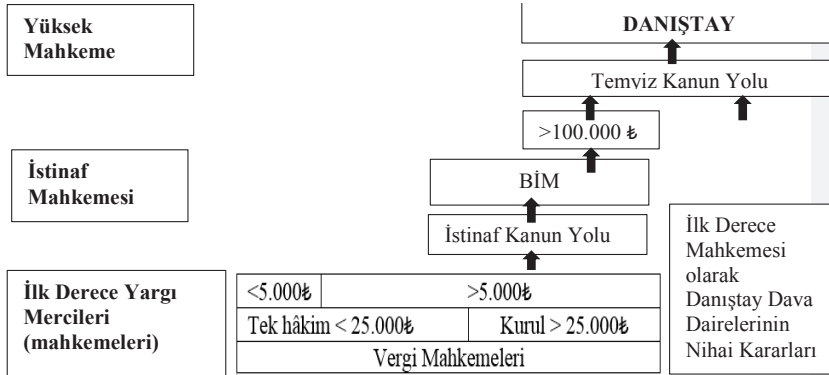 Yüksek
Mahkeme
DANIŞTAY
Temviz Kanun Yolu
>100.000 ₺
İstinaf
Mahkemesi
BİM
İstinaf Kanun Yolu
İlk Derece
Mahkemesi
olarak
Danıştay Dava
Dairelerinin
Nihai Kararları
İlk Derece Yargı
Mercileri
(mahkemeleri)
<5.000₺ >5.000₺
Tek hâkim < 25.000₺ Kurul > 25.000₺
Vergi Mahkemeleri